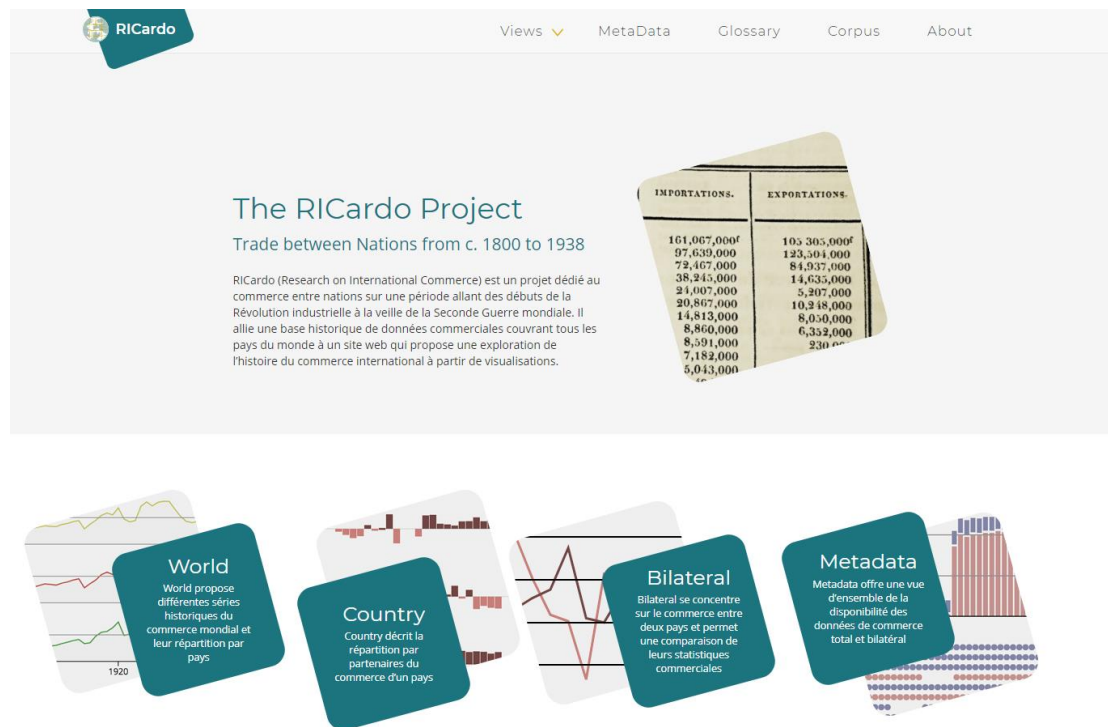 RICardo
Views
MetaData
Glossary
Corpus
About
The RICardo Project
Trade between Nations from c. 1800 to 1938
RICardo (Research on International Commerce) est un projet dédié au
commerce entre nations sur une période allant des débuts de la
Révolution industrielle à la veille de la Seconde Guerre mondiale. Il
allie une base historique de données commerciales couvrant tous les
pays du monde à un site web qui propose une exploration de
l'histoire du commerce international à partir de visualisations.
IMPORTATIONS. EXPORTATIONS.
161,067,000f 105 305,000f
97,639,000 123,504,000
72,467,000 84,937,000
38,245,000 14,635,000
24,007,000 5,207,000
20,867,000 10,248,000
14,813,000 8,050,000
8,860,000 6,352,000
8,591,000
7,182,000
5,043,000
World
World propose
différentes séries
historiques du
commerce mondial et
leur répartition par
pays
1920
Country
Country décrit la
répartition par
partenaires du
commerce d'un pays
Bilateral
Bilateral se concentre
sur le commerce entre
deux pays et permet
une comparaison de
leurs statistiques
commerciales
Metadata
Metadata offre une vue
d'ensemble de la
disponibilité des
données de commerce
total et bilatéral